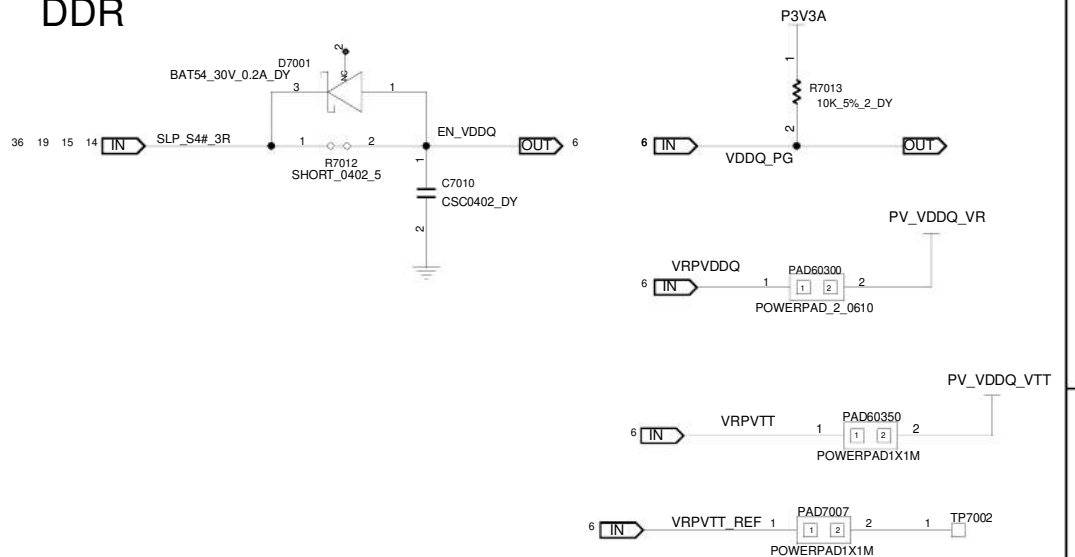 DDR
P3V3A
2
D7001
NC
BAT54_30V_0.2A_DY
3
1
1
R7013
10K_5%_2_DY
2
36 19 15 14 IN SLP_S4#_3R
1
2
EN_VDDQ
OUT 6
R7012
SHORT_0402_5
1
C7010
CSC0402_DY
2
6 IN
VDDQ_PG
OUT
PV_VDDQ_VR
VRPVDDQ
PAD60300
6 IN
1
1 2
2
POWERPAD_2_0610
PV_VDDQ_VTT
VRPVTT
PAD60350
6 IN
1
1 2
2
POWERPAD1X1M
PAD7007
TP7002
6 IN VRPVTT_REF 1
1 2
2
1
POWERPAD1X1M